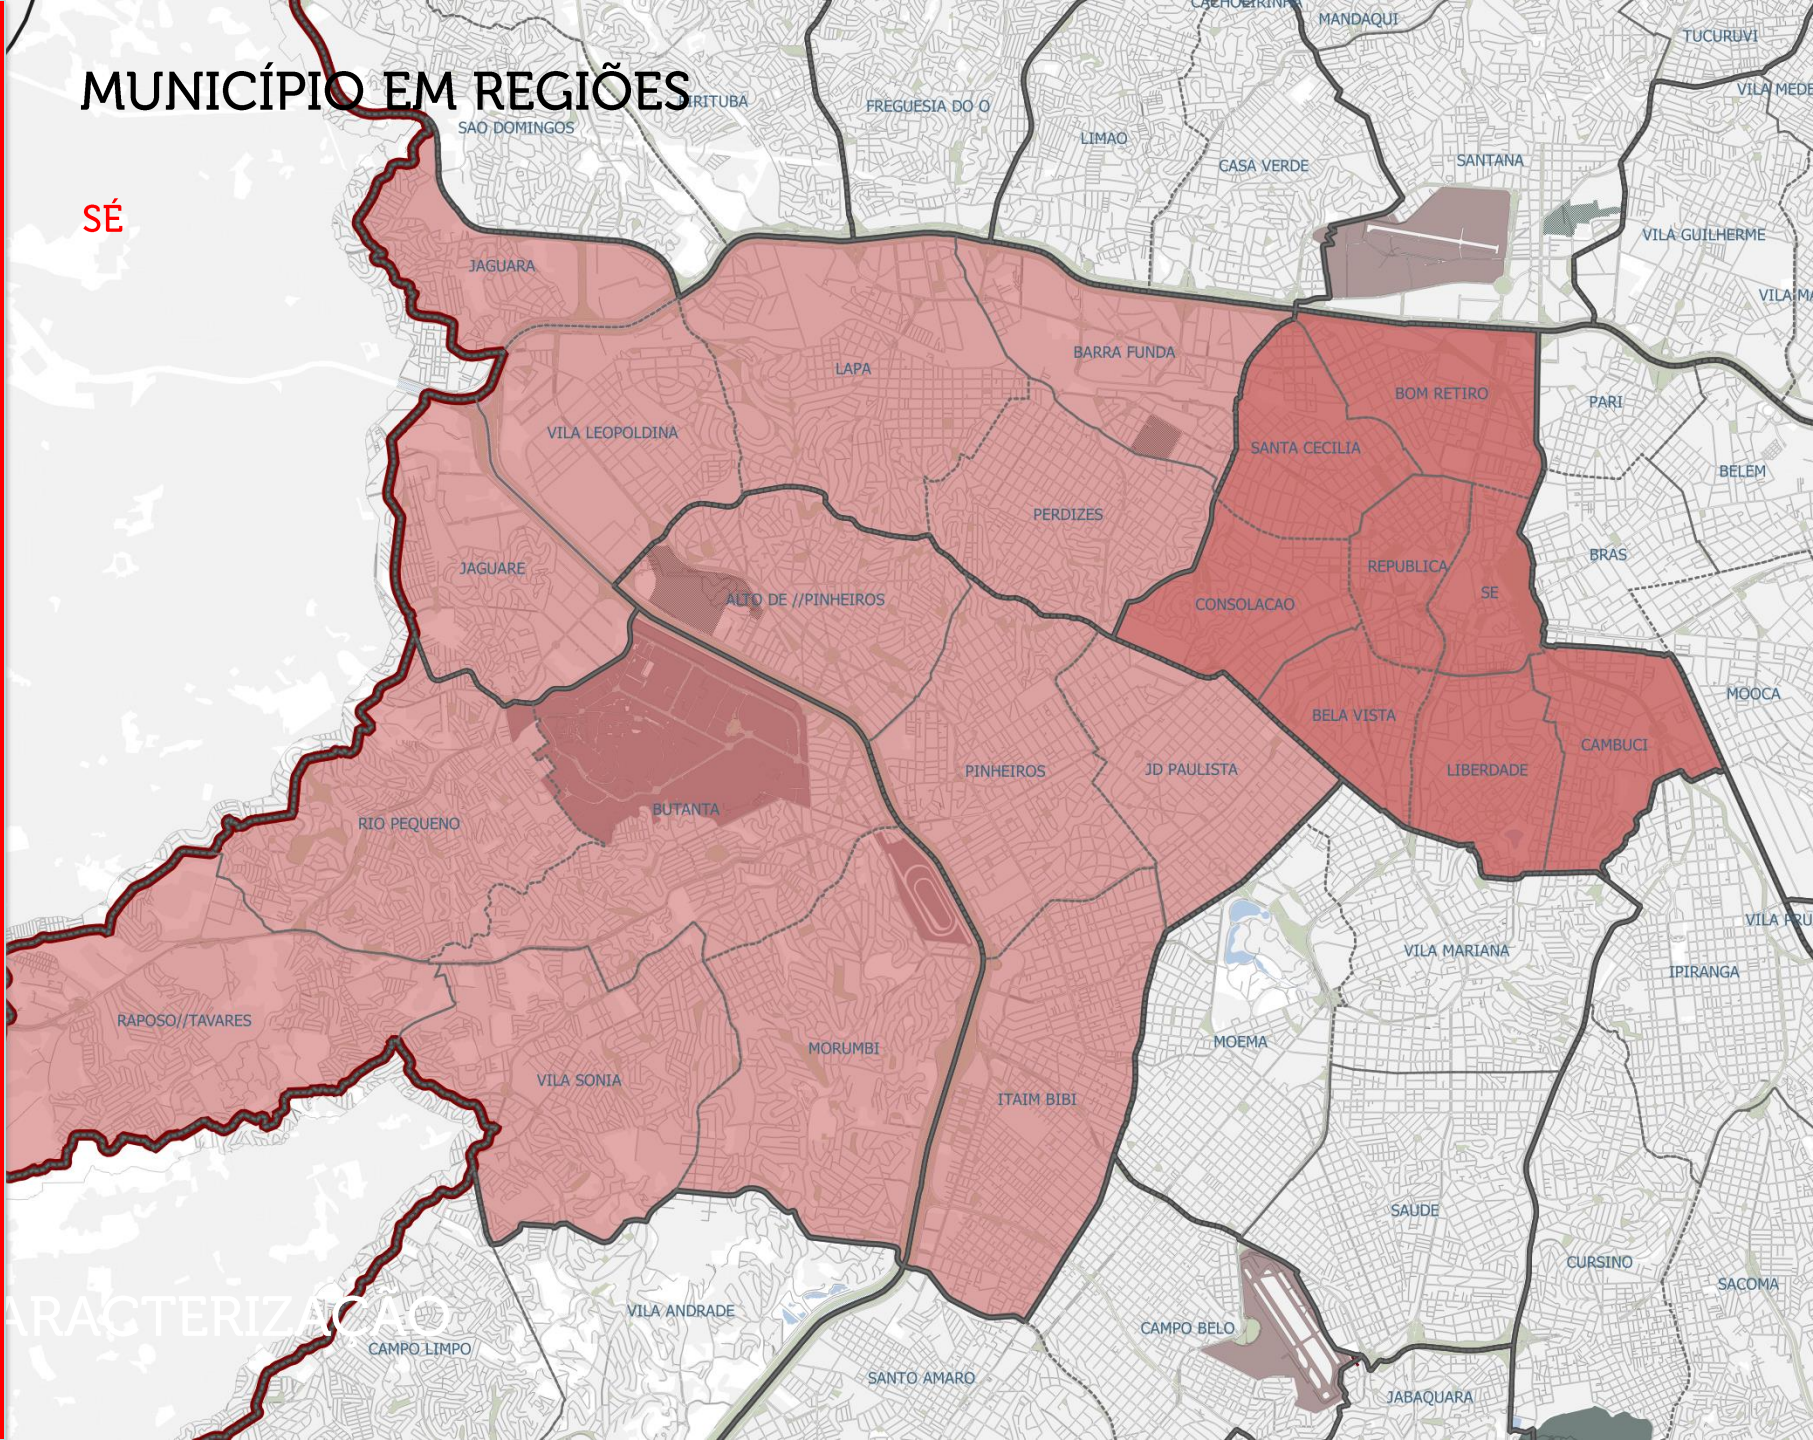 MANDAQUI
TUCURUVI
MUNICÍPIO EM REGIÕES
FREGUESIA DO O
SAO DOMINGOS
LIMAO
CASA VERDE
SANTANA
SÉ
VILA GUILHERME
JAGUARA
BARRA FUNDA
LAPA
BOM RETIRO
PARI
VILA LEOPOLDINA
SANTA CECILIA
BELEM
PERDIZES
BRAS
JAGUARE
REPUBLICA
SE
ALTO DE //PINHEIROS
CONSOLACAO
MOOCA
BELA VISTA
CAMBUCI
PINHEIROS
JD PAULISTA
LIBERDADE
BUTANTA
RIO PEQUENO
VILA PRU
VILA MARIANA
IPIRANGA
RAPOSO//TAVARES
MOEMA
MORUMBI
VILA SONIA
ITAIM BIBI
SAUDE
CURSINO
SACOMA
ARACTERIZAÇÃO
VILA ANDRADE
CAMPO BELO
CAMPO LIMPO
SANTO AMARO
JABAQUARA